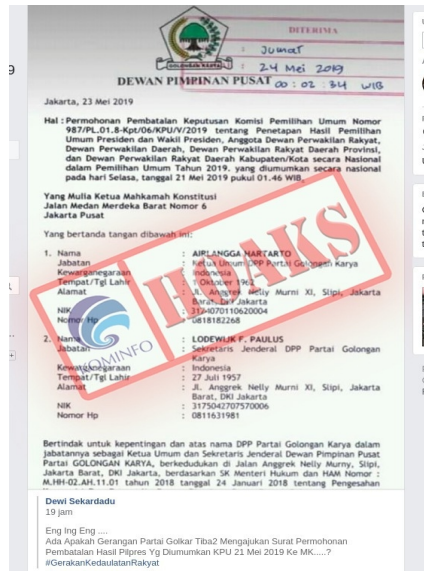 DITERIMA
: Jumat
: 24 Mei 2019
00 : 02 : 34 WIB
GOLONGAN KARYA
DEWAN PIMPINAN PUSAT
Jakarta, 23 Mei 2019
Hal : Permohonan Pembatalan Keputusan Komisi Pemilihan Umum Nomor
987/PL.01.8-Kpt/06/KPU/V/2019 tentang Penetapan Hasil Pemilihan
Umum Presiden dan Wakil Presiden, Anggota Dewan Perwakilan Rakyat,
Dewan Perwakilan Daerah, Dewan Perwakilan Rakyat Daerah Provinsi,
dan Dewan Perwakilan Rakyat Daerah Kabupaten/Kota secara Nasional
dalam Pemilihan Umum Tahun 2019. yang diumumkan secara nasional
pada hari Selasa, tanggal 21 Mei 2019 pukul 01.46 WIB.
Yang Mulia Ketua Mahkamah Konstitusi
Jalan Medan Merdeka Barat Nomor 6
Jakarta Pusat
Yang bertanda tangan dibawah ini:
1. Nama : AIRLANGGA HARTARTO
Jabatan : Ketua Umum DPP Partai Golongan Karya
Kewarganegaraan : Indonesia
Tempat/Tgl Lahir : 1 Oktober 1962
Alamat : Jl. Anggrek Nelly Murni XI, Slipi, Jakarta
Barat, DKI Jakarta
NIK : 3174070110620004
Nomor Hp : 0818182268
HOAKS
KOMINFO
2. Nama : LODEWIJK F. PAULUS
Jabatan : Sekretaris Jenderal DPP Partai Golongan
Karya
Kewarganegaraan : Indonesia
Tempat/Tgl Lahir : 27 Juli 1957
Alamat : Jl. Anggrek Nelly Murni XI, Slipi, Jakarta
Barat, DKI Jakarta
NIK : 3175042707570006
Nomor Hp : 0811631981
Bertindak untuk kepentingan dan atas nama DPP Partai Golongan Karya dalam
jabatannya sebagai Ketua Umum dan Sekretaris Jenderal Dewan Pimpinan Pusat
Partai GOLONGAN KARYA, berkedudukan di Jalan Anggrek Nelly Murny, Slipi,
Jakarta Barat, DKI Jakarta, berdasarkan SK Menteri Hukum dan HAM Nomor :
M.HH-02.AH.11.01 tahun 2018 tanggal 24 Januari 2018 tentang Pengesahan
Dewi Sekardadu
19 jam
Eng Ing Eng ....
Ada Apakah Gerangan Partai Golkar Tiba2 Mengajukan Surat Permohonan
Pembatalan Hasil Pilpres Yg Diumumkan KPU 21 Mei 2019 Ke MK.....?
#GerakanKedaulatanRakyat